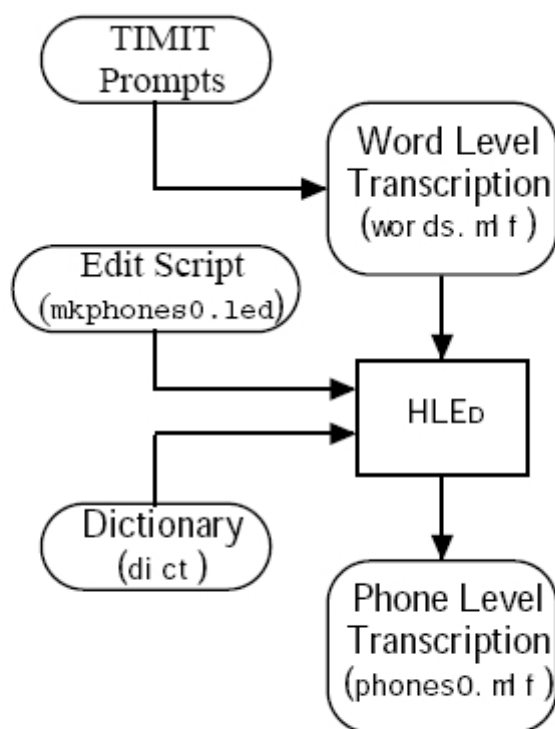 TIMIT
Prompts
Word Level
Transcription
(words.mlf)
Edit Script
(mkphones0.led)
HLED
Dictionary
(dict)
Phone Level
Transcription
(phones0.mlf)